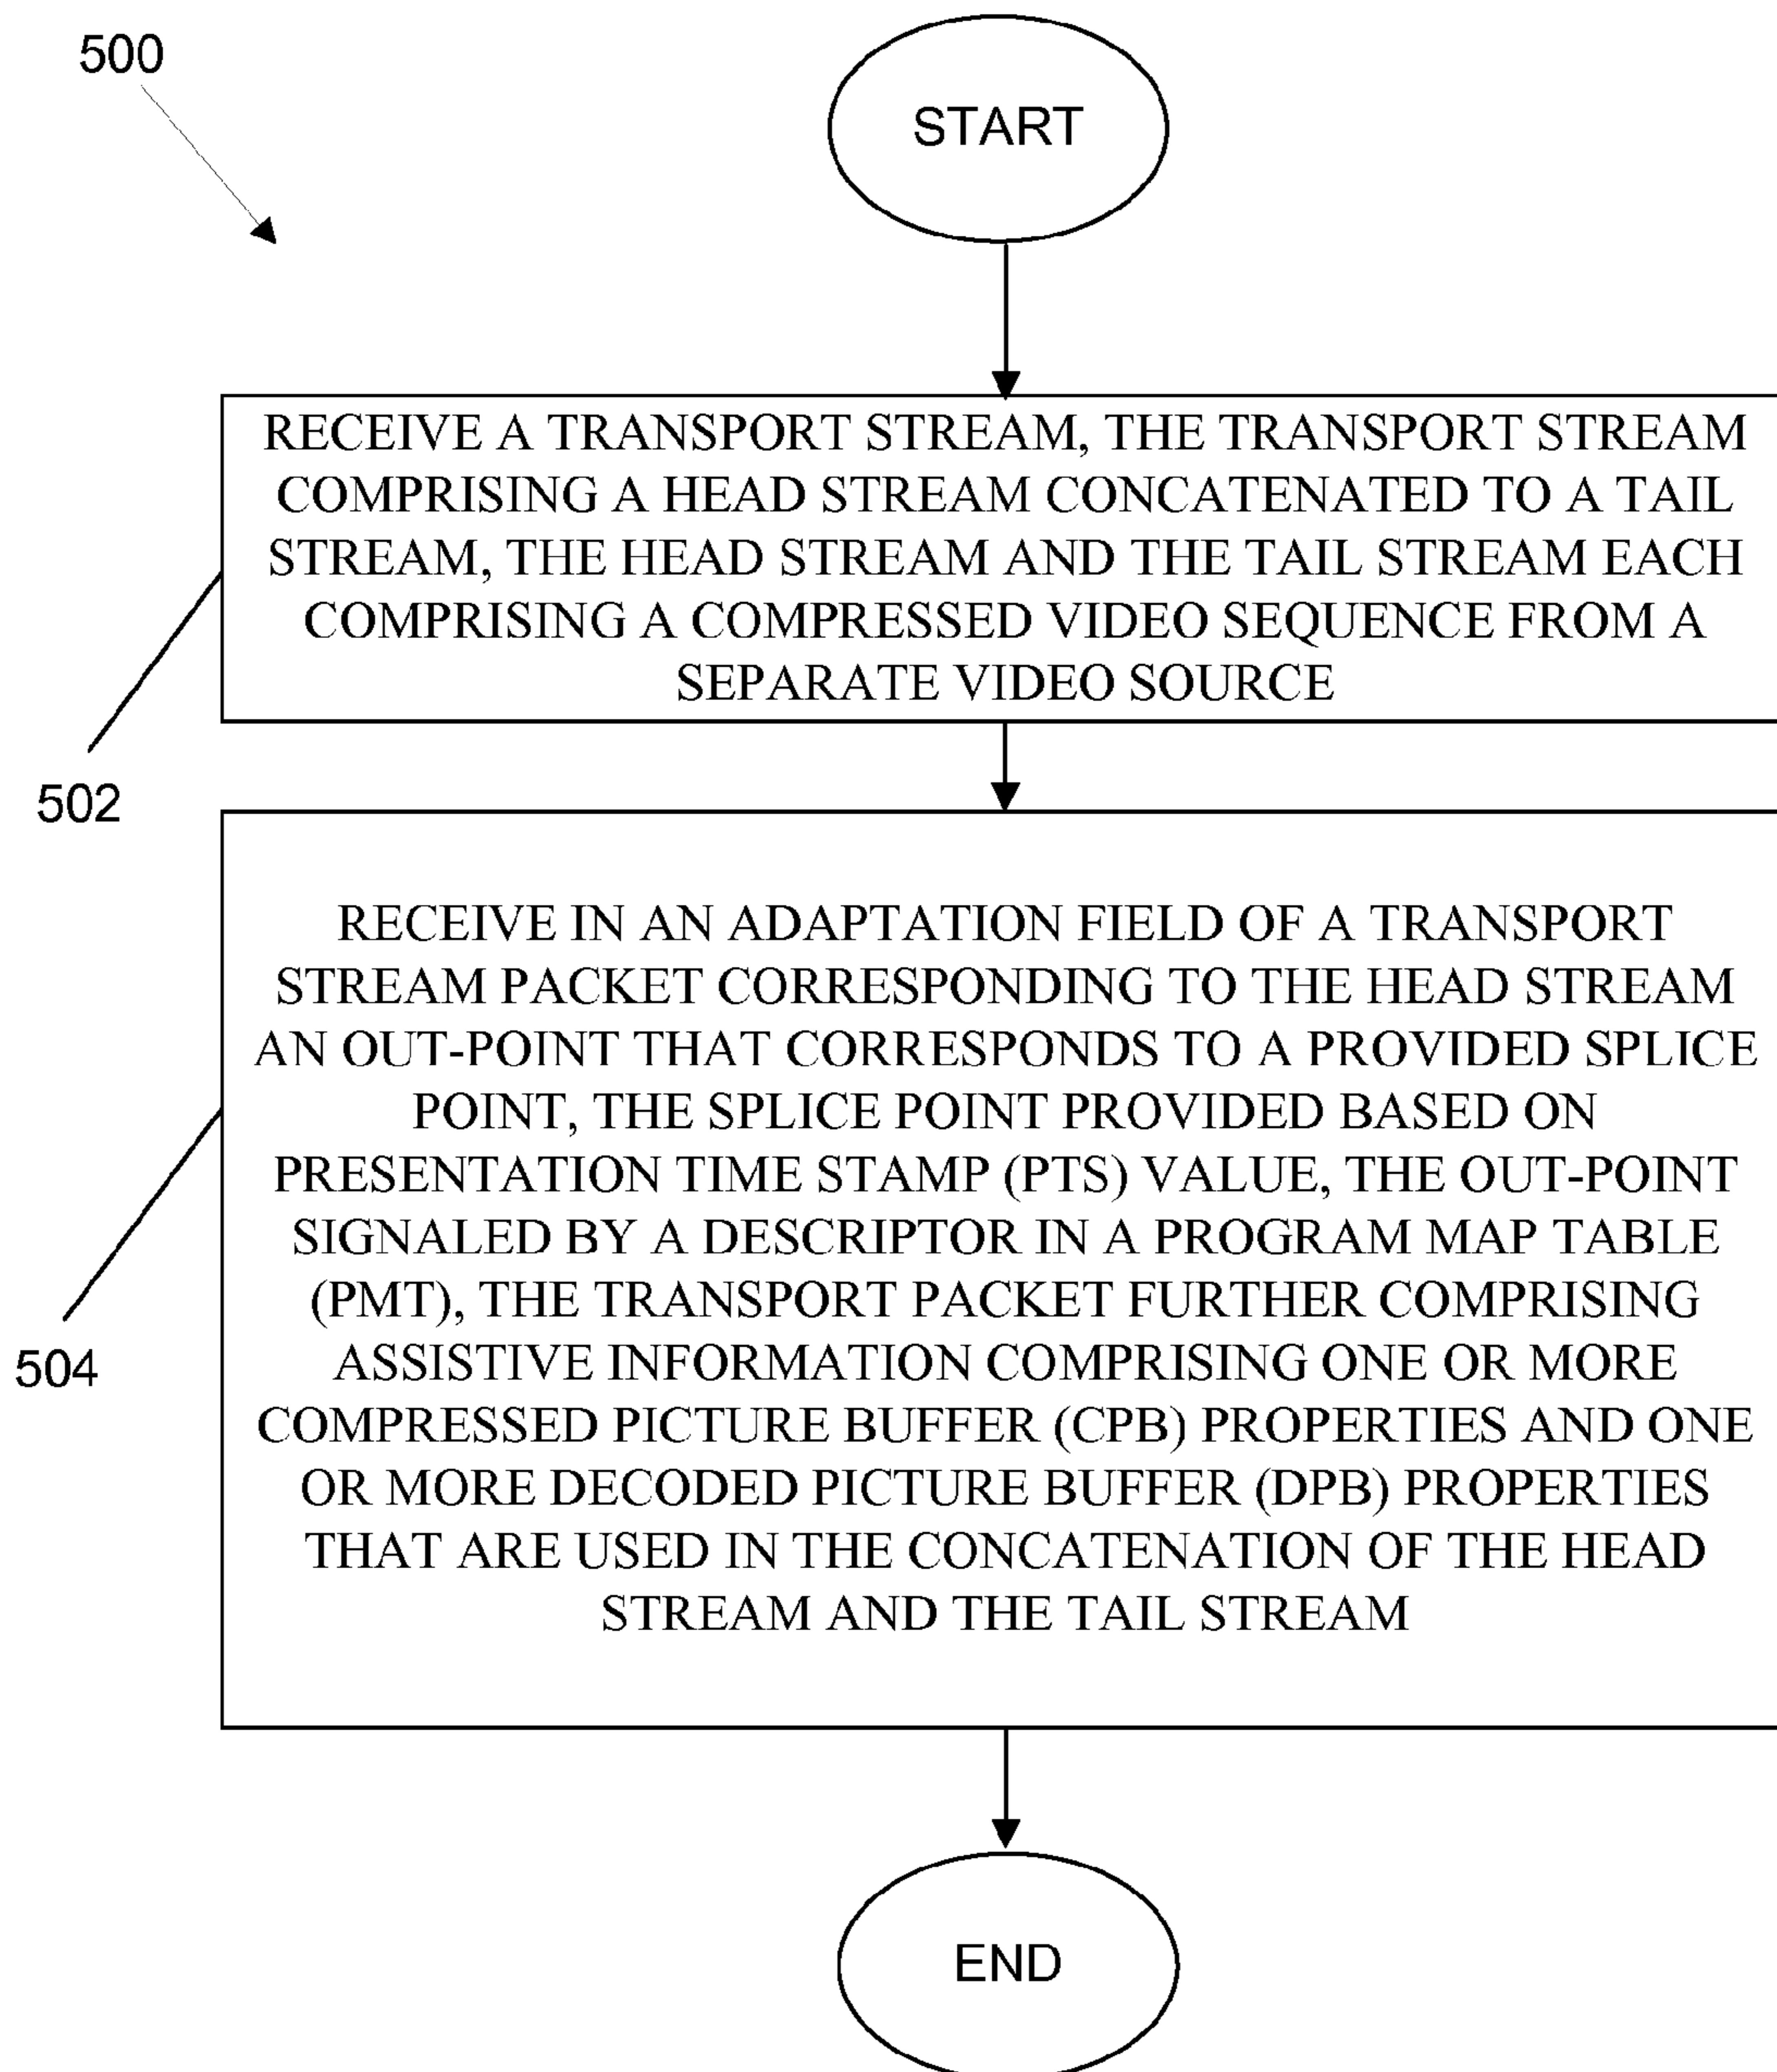 500
START
RECEIVE A TRANSPORT STREAM, THE TRANSPORT STREAM
COMPRISING A HEAD STREAM CONCATENATED TO A TAIL
STREAM, THE HEAD STREAM AND THE TAIL STREAM EACH
COMPRISING A COMPRESSED VIDEO SEQUENCE FROM A
SEPARATE VIDEO SOURCE
502
RECEIVE IN AN ADAPTATION FIELD OF A TRANSPORT
STREAM PACKET CORRESPONDING TO THE HEAD STREAM
AN OUT-POINT THAT CORRESPONDS TO A PROVIDED SPLICE
POINT, THE SPLICE POINT PROVIDED BASED ON
PRESENTATION TIME STAMP (PTS) VALUE, THE OUT-POINT
SIGNALED BY A DESCRIPTOR IN A PROGRAM MAP TABLE
(PMT), THE TRANSPORT PACKET FURTHER COMPRISING
ASSISTIVE INFORMATION COMPRISING ONE OR MORE
COMPRESSED PICTURE BUFFER (CPB) PROPERTIES AND ONE
OR MORE DECODED PICTURE BUFFER (DPB) PROPERTIES
THAT ARE USED IN THE CONCATENATION OF THE HEAD
STREAM AND THE TAIL STREAM
504
END